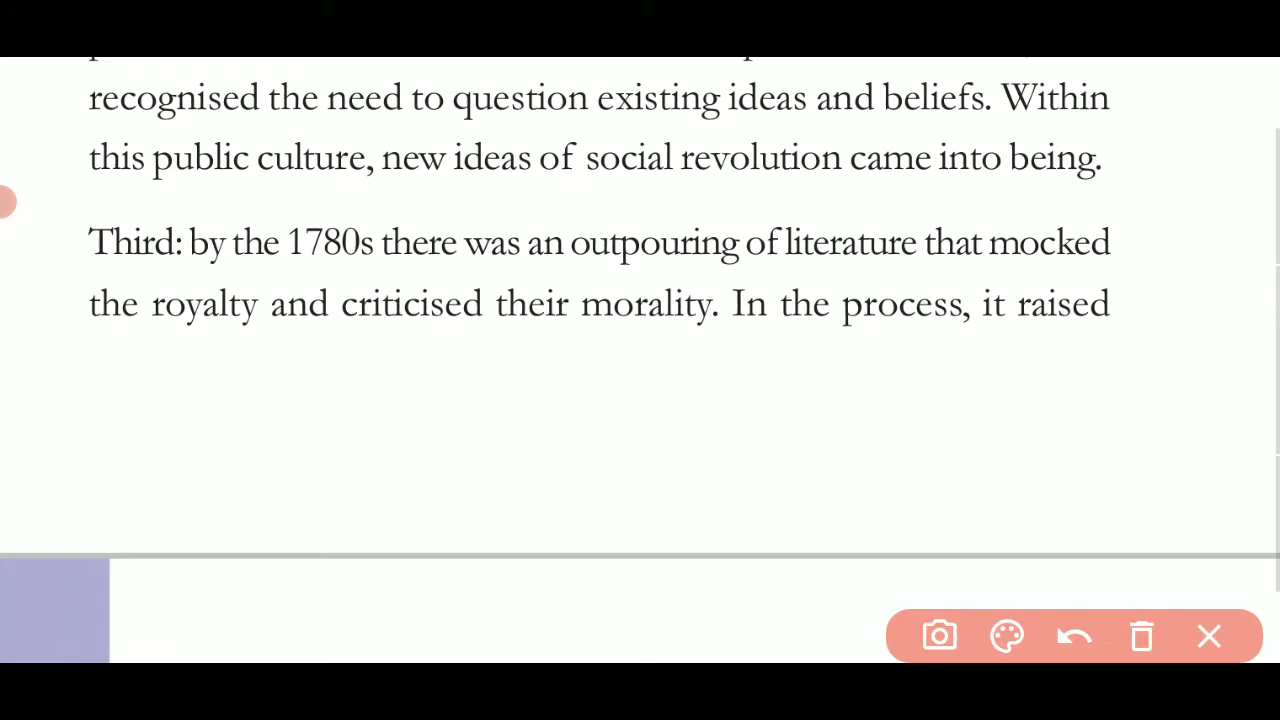 recognised the need to question existing ideas and beliefs. Within
this public culture, new ideas of social revolution came into being.
Third: by the 1780s there was an outpouring of literature that mocked
the royalty and criticised their morality. In the process, it raised